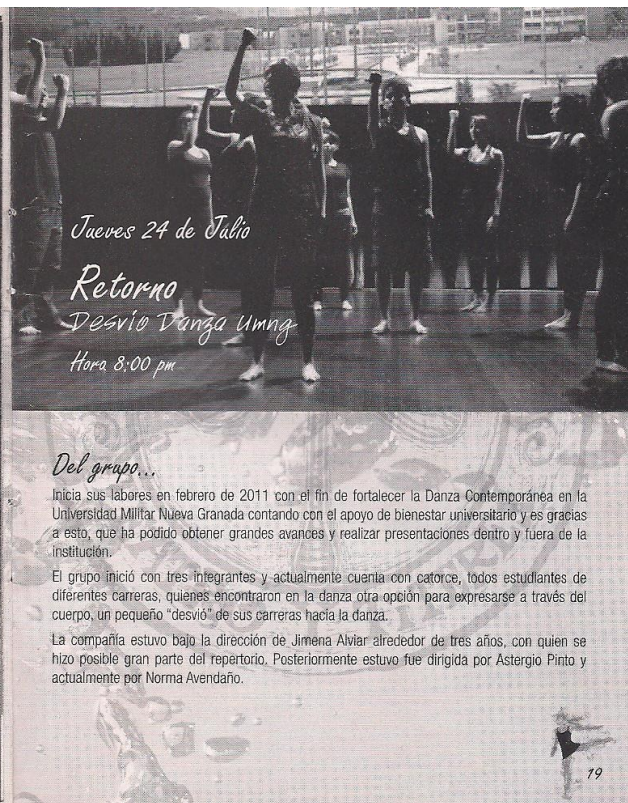 Jueves 24 de Julio
Retorno
Desvio Danza Umng
Hora 8:00 pm
Del grupo...
Inicia sus labores en febrero de 2011 con el fin de fortalecer la Danza Contemporánea en la
Universidad Militar Nueva Granada contando con el apoyo de bienestar universitario y es gracias
a esto, que ha podido obtener grandes avances y realizar presentaciones dentro y fuera de la
institución.
El grupo inició con tres integrantes y actualmente cuenta con catorce, todos estudiantes de
diferentes carreras, quienes encontraron en la danza otra opción para expresarse a través del
cuerpo, un pequeño "desvió" de sus carreras hacia la danza.
La compañía estuvo bajo la dirección de Jimena Alviar alrededor de tres años, con quien se
hizo posible gran parte del repertorio. Posteriormente estuvo fue dirigida por Astergio Pinto y
actualmente por Norma Avendaño.
19